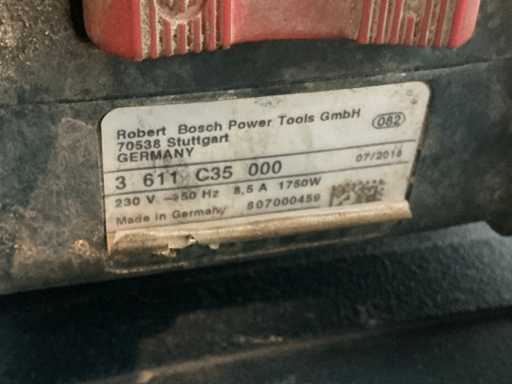 Robert Bosch Power Tools GmbH
082
70538 Stuttgart
GERMANY
07/2016
3 611 C35 000
230 V ~ 50 Hz 8,5 A 1750W
Made in Germany 607000459